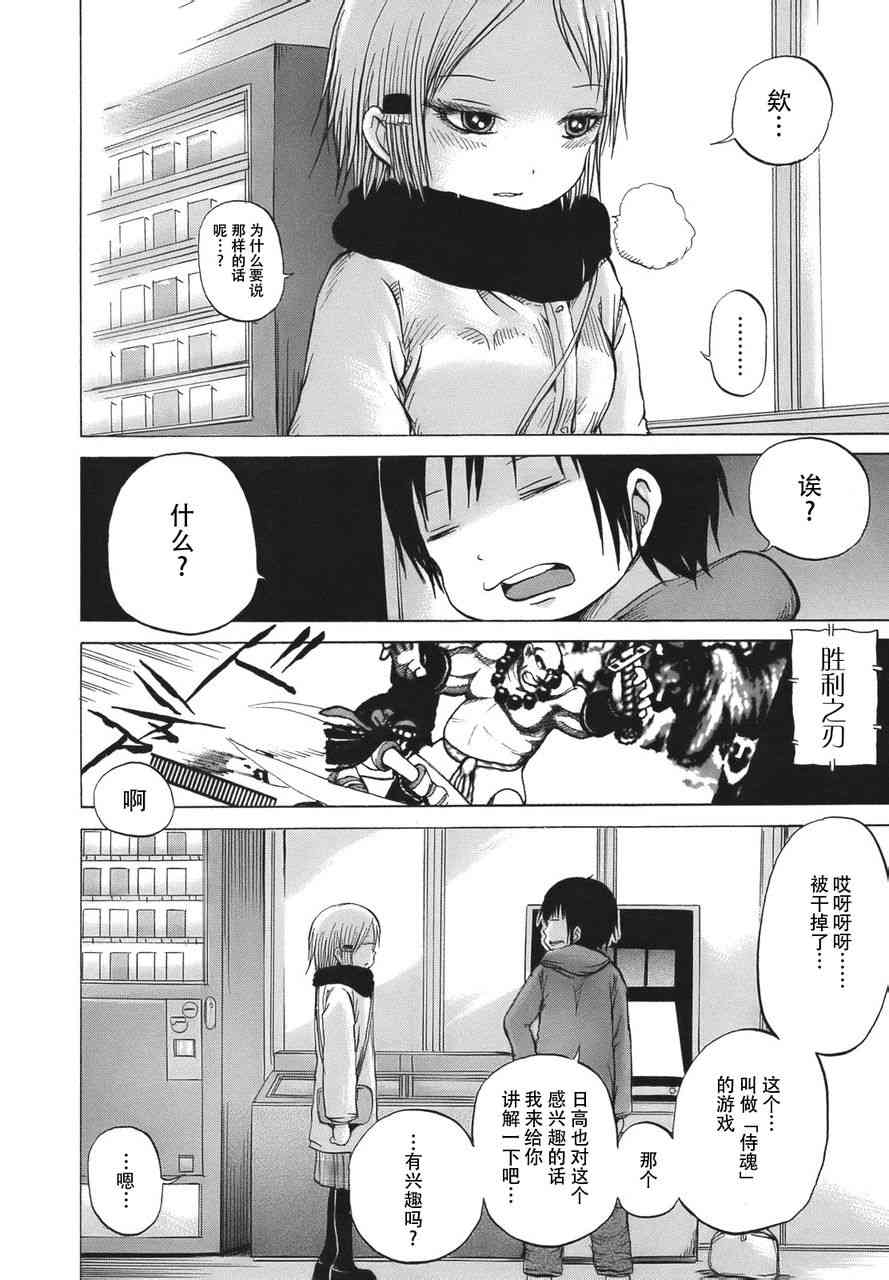 欸
…
………
为什么要说
那样的话
呢…?
诶
?
什么
?
胜利之刃
啊
哎呀呀呀……
被干掉了…
这个…
叫做「侍魂」
的游戏
那个
日高也对这个
感兴趣的话
我来给你
讲解一下吧…
…
有兴趣吗?
…嗯